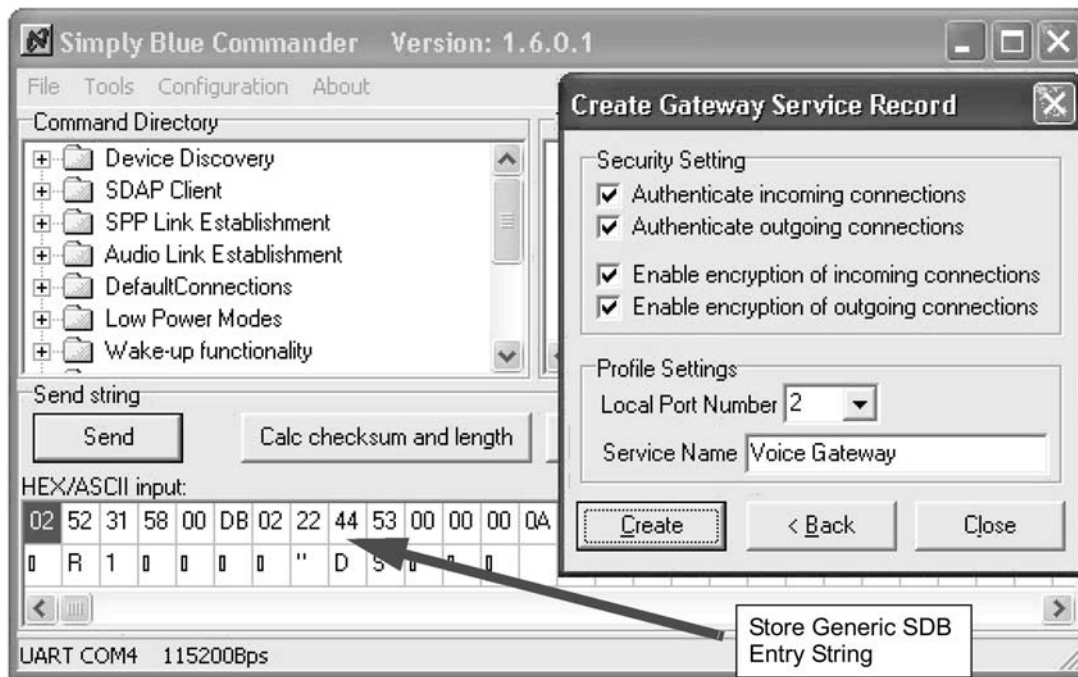 Simply Blue Commander Version: 1.6.0.1
File Tools Configuration About
Command Directory
Device Discovery
SDAP Client
SPP Link Establishment
Audio Link Establishment
DefaultConnections
Low Power Modes
Wake-up functionality
Send string
Send
Calc checksum and length
HEX/ASCII input:
02 52 31 58 00 DB 02 22 44 53 00 00 00 0A
R 1 " D S
UART COM4 115200Bps
Create Gateway Service Record
Security Setting
Authenticate incoming connections
Authenticate outgoing connections
Enable encryption of incoming connections
Enable encryption of outgoing connections
Profile Settings
Local Port Number 2
Service Name Voice Gateway
Create
< Back
Close
Store Generic SDB
Entry String